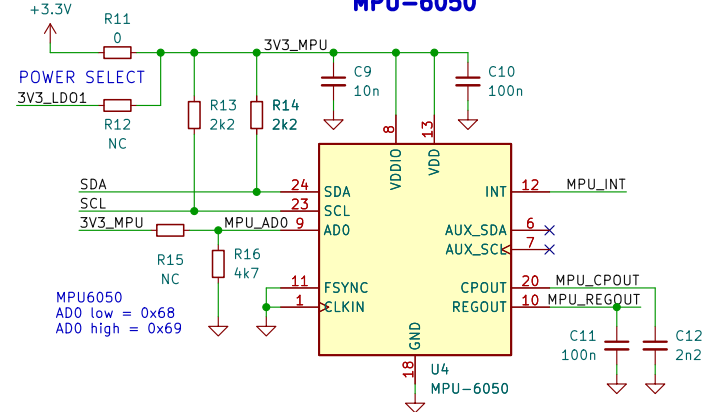 MPU-6050
+3.3V
R11
0
3V3_MPU
POWER SELECT
3V3_LDO1
R12
NC
R13
2k2
R14
2k2
C9
10n
C10
100n
8
13
VDDIO
VDD
SDA
24
SDA
INT
12
MPU_INT
SCL
23
SCL
3V3_MPU
MPU_AD0
9
AD0
AUX_SDA
6
AUX_SCL
7
R15
NC
R16
4k7
11
FSYNC
CPOUT
20
MPU_CPOUT
1
CLKIN
REGOUT
10
MPU_REGOUT
MPU6050
AD0 low = 0x68
AD0 high = 0x69
GND
18
U4
MPU-6050
C11
100n
C12
2n2